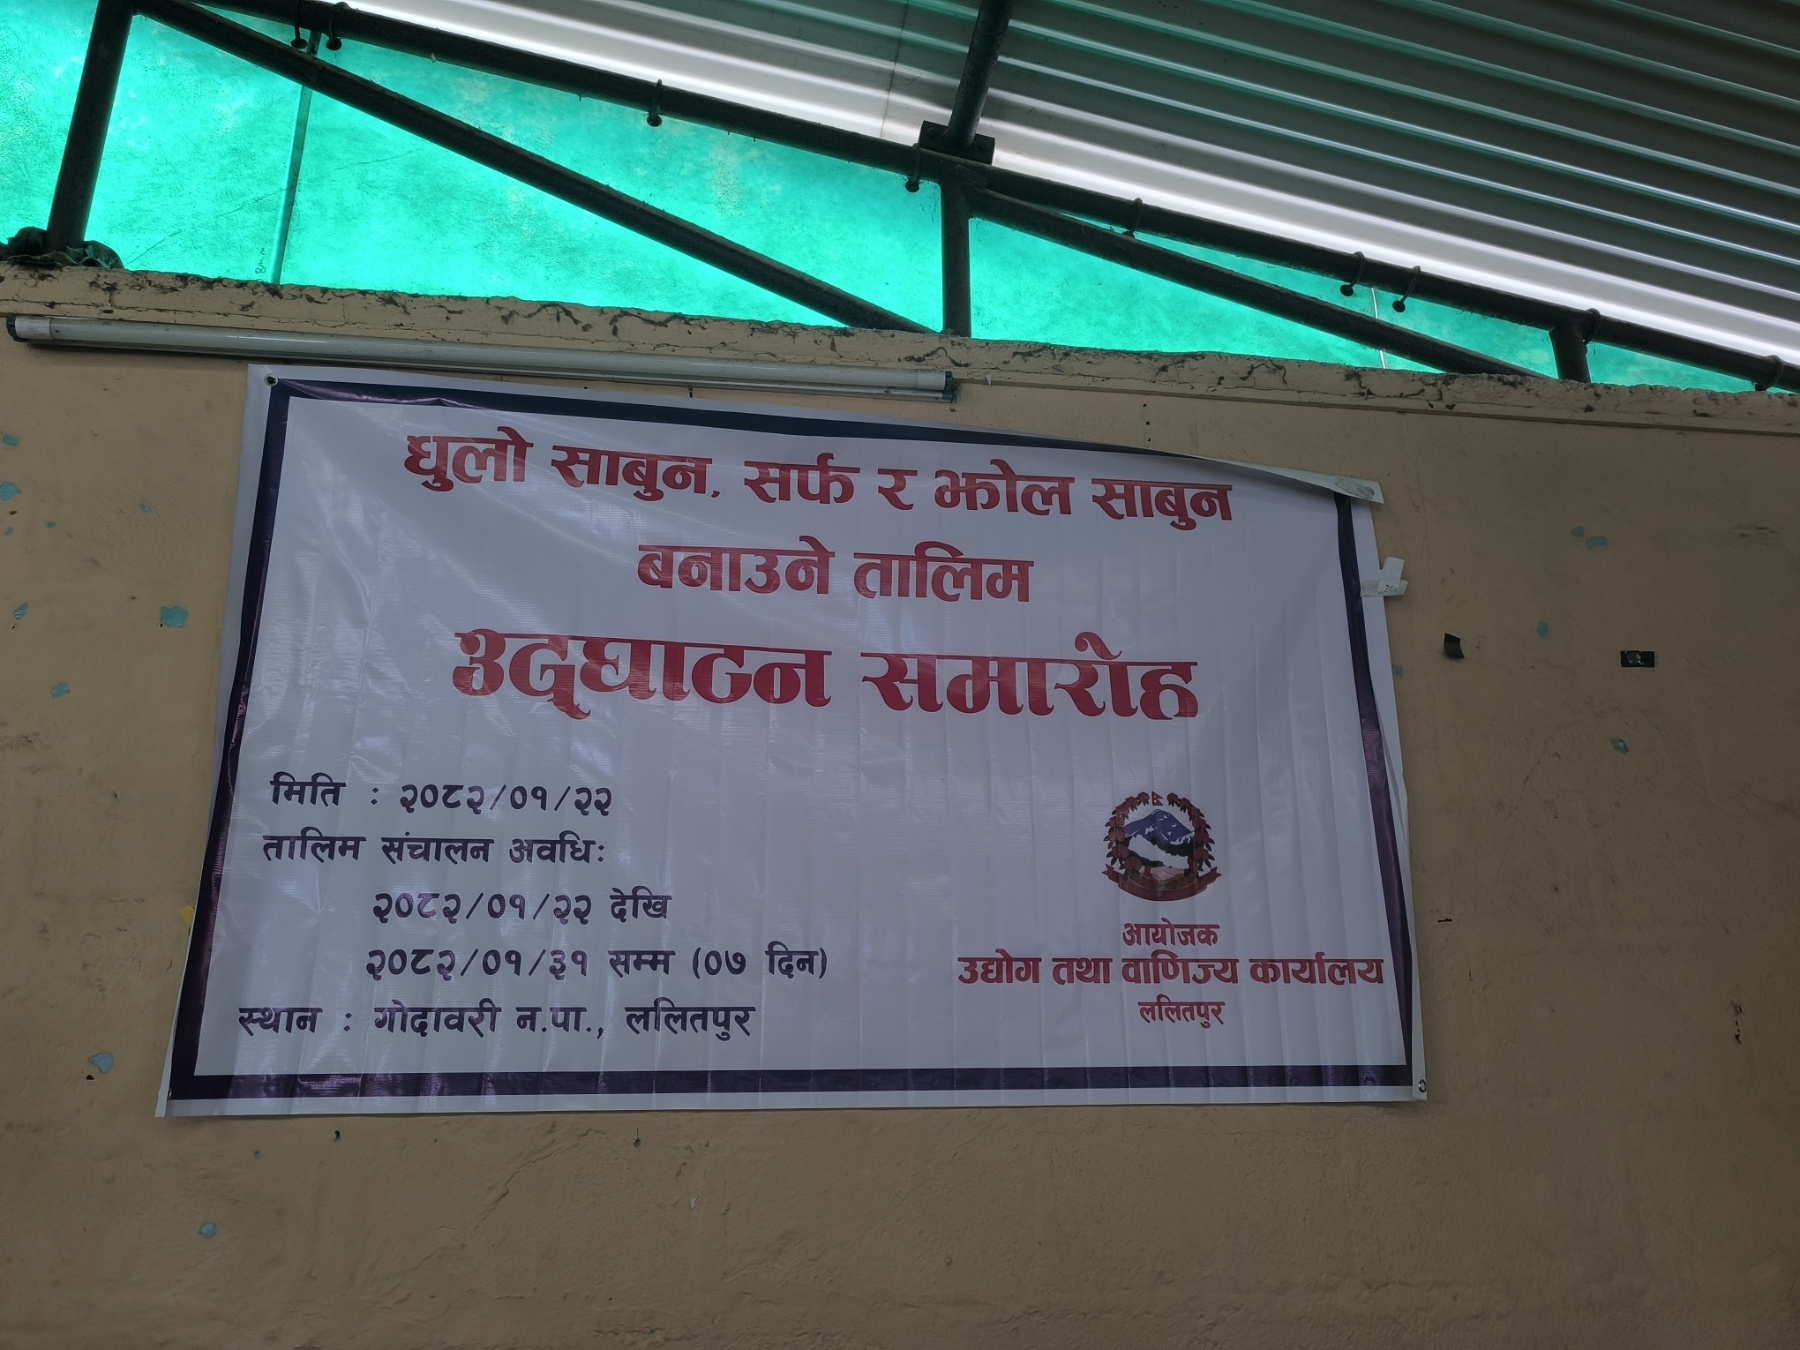 धुलो साबुन, सर्फ र झोल साबुन
बनाउने तालिम
उद्घाटन समारोह
मिति : २०८२/०१/२२
तालिम संचालन अवधिः
२०८२/०१/२२ देखि
२०८२/०१/३१ सम्म (०७ दिन)
स्थान : गोदावरी न.पा., ललितपुर
आयोजक
उद्योग तथा वाणिज्य कार्यालय
ललितपुर